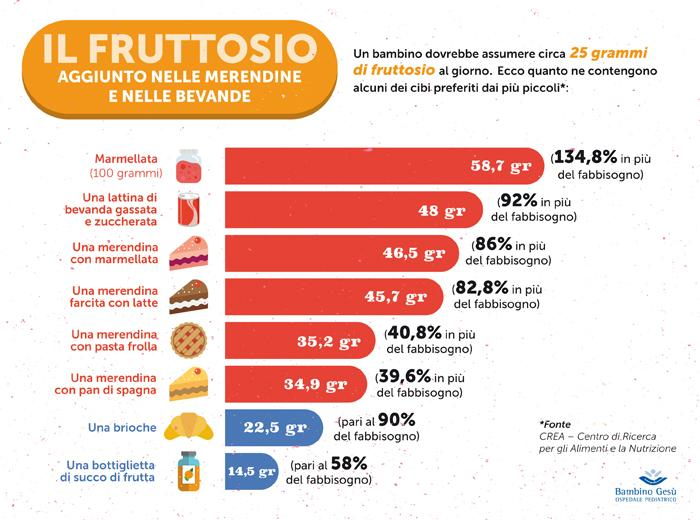 IL FRUTTOSIO
AGGIUNTO NELLE MERENDINE
E NELLE BEVANDE
Un bambino dovrebbe assumere circa 25 grammi
di fruttosio al giorno. Ecco quanto ne contengono
alcuni dei cibi preferiti dai più piccoli*:
Marmellata
(100 grammi)
58,7 gr
(134,8% in più
del fabbisogno)
Una lattina di
bevanda gassata
e zuccherata
48 gr
(92% in più
del fabbisogno)
Una merendina
con marmellata
46,5 gr
(86% in più
del fabbisogno)
Una merendina
farcita con latte
45,7 gr
(82,8% in più
del fabbisogno)
Una merendina
con pasta frolla
35,2 gr
(40,8% in più
del fabbisogno)
Una merendina
con pan di spagna
34,9 gr
(39,6% in più
del fabbisogno)
Una brioche
22,5 gr
(pari al 90%
del fabbisogno)
Una bottiglietta
di succo di frutta
14,5 gr
(pari al 58%
del fabbisogno)
*Fonte
CREA – Centro di Ricerca
per gli Alimenti e la Nutrizione
Bambino Gesù
OSPEDALE PEDIATRICO